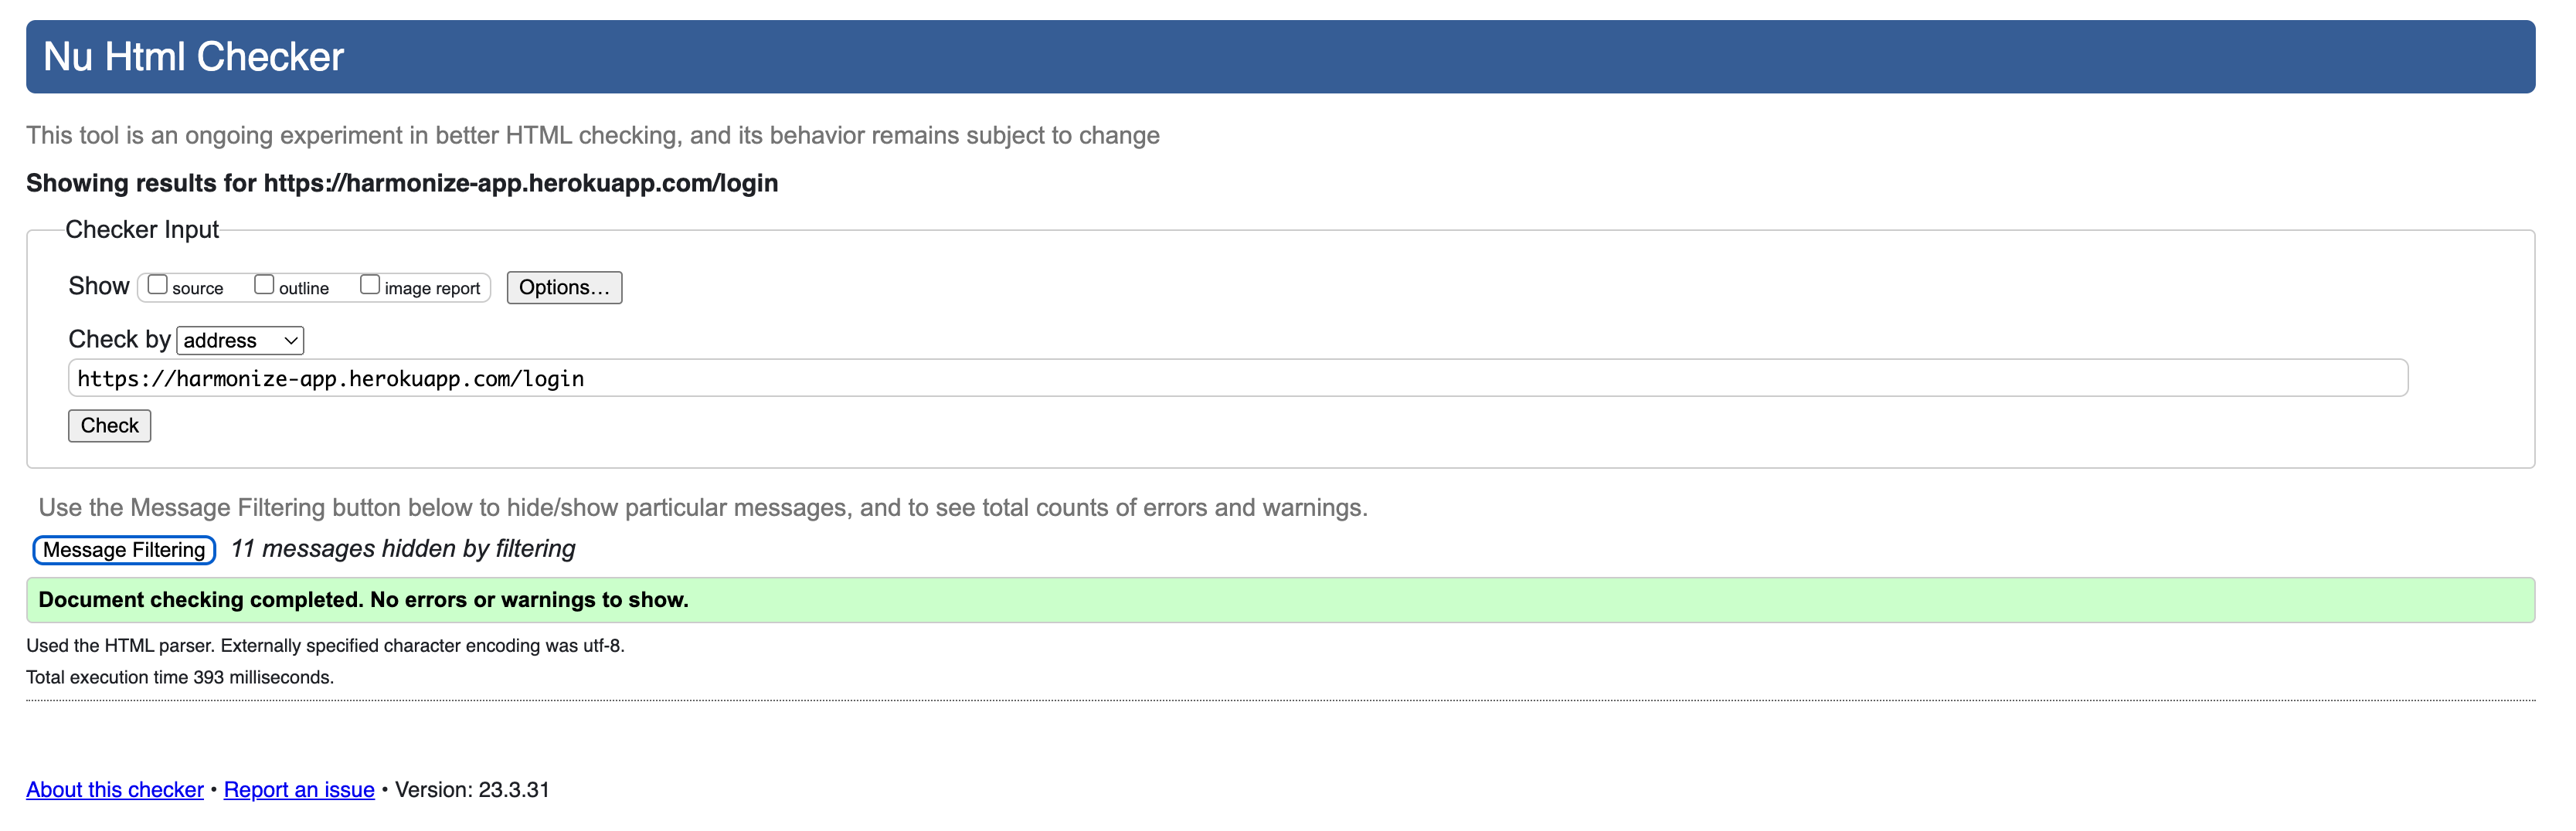 Nu Html Checker
This tool is an ongoing experiment in better HTML checking, and its behavior remains subject to change
Showing results for https://harmonize-app.herokuapp.com/login
Checker Input
Show source outline image report Options...
Check by address
https://harmonize-app.herokuapp.com/login
Check
Use the Message Filtering button below to hide/show particular messages, and to see total counts of errors and warnings.
Message Filtering 11 messages hidden by filtering
Document checking completed. No errors or warnings to show.
Used the HTML parser. Externally specified character encoding was utf-8.
Total execution time 393 milliseconds.
About this checker • Report an issue • Version: 23.3.31